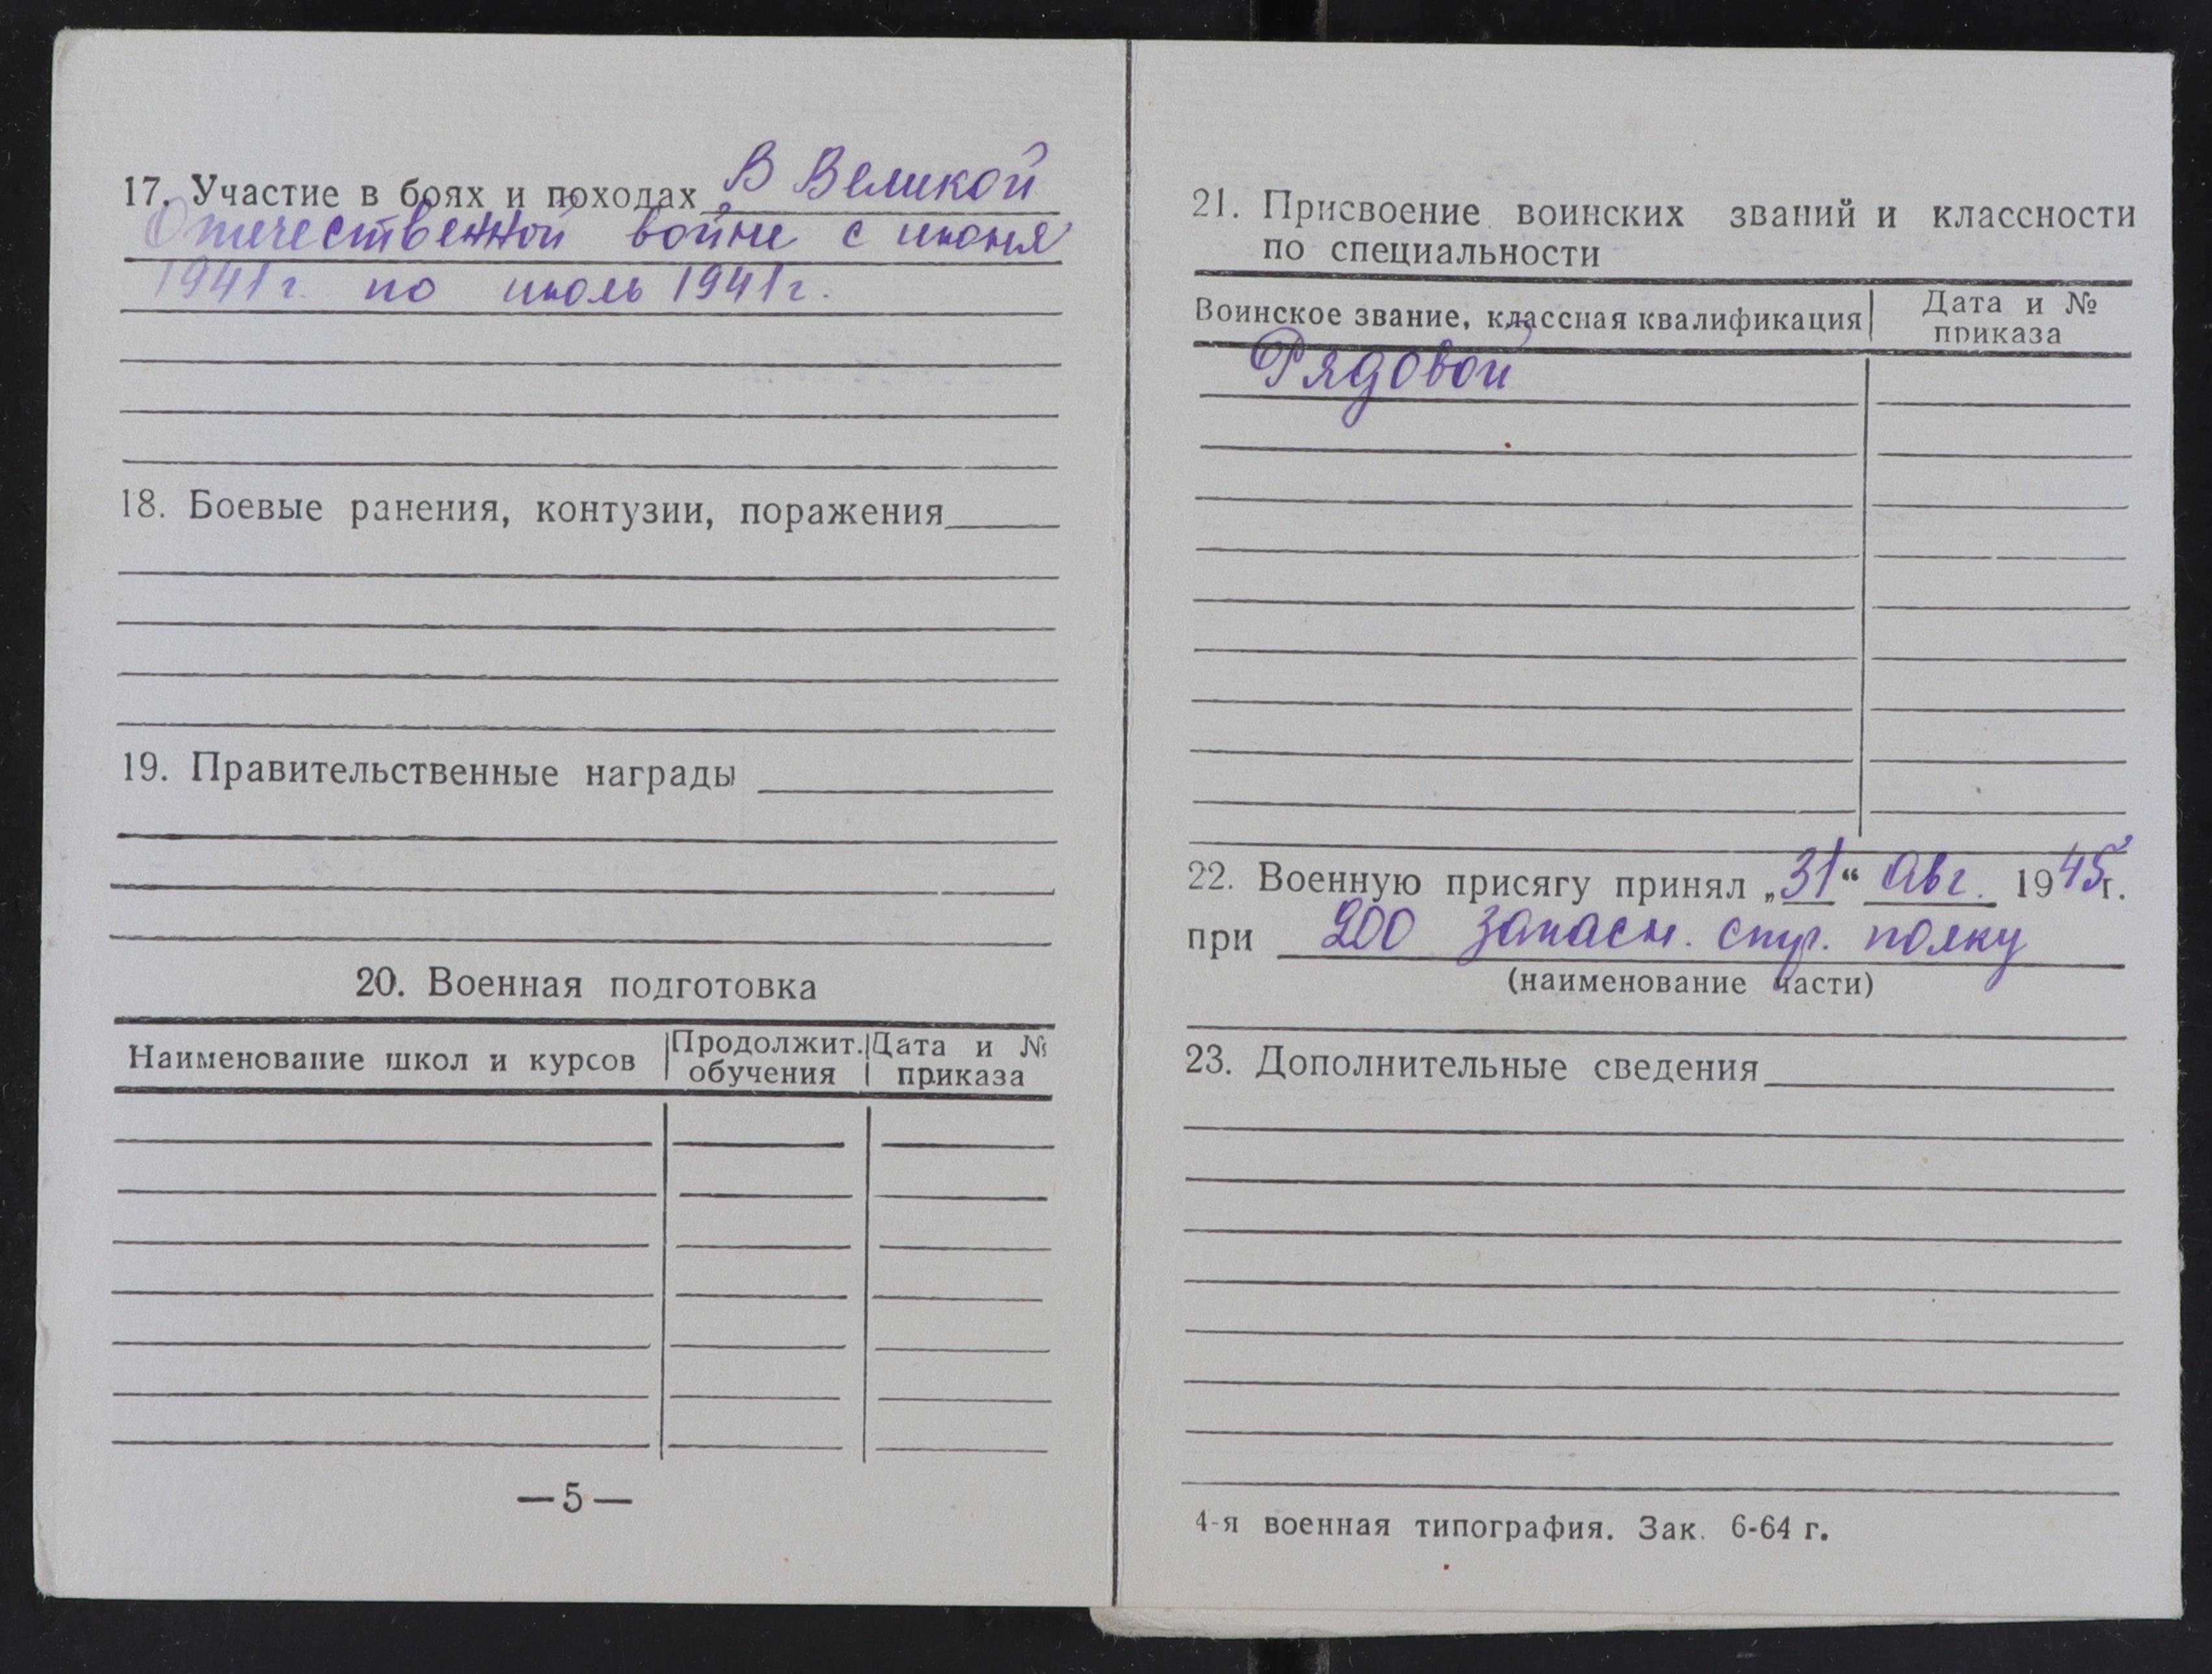 17. Участие в боях и походах В Великой
Отечественной войне с июня
1941 г. по июль 1941 г.
18. Боевые ранения, контузии, поражения
19. Правительственные награды
20. Военная подготовка
Наименование школ и курсов Продолжит. обучения Дата и № приказа
— 5 —
21. Присвоение воинских званий и классности
по специальности
Воинское звание, классная квалификация Дата и № приказа
Рядовой
22. Военную присягу принял „31“ Авг. 1945 г.
при 200 запасн. стр. полку
(наименование части)
23. Дополнительные сведения
4-я военная типография. Зак. 6-64 г.